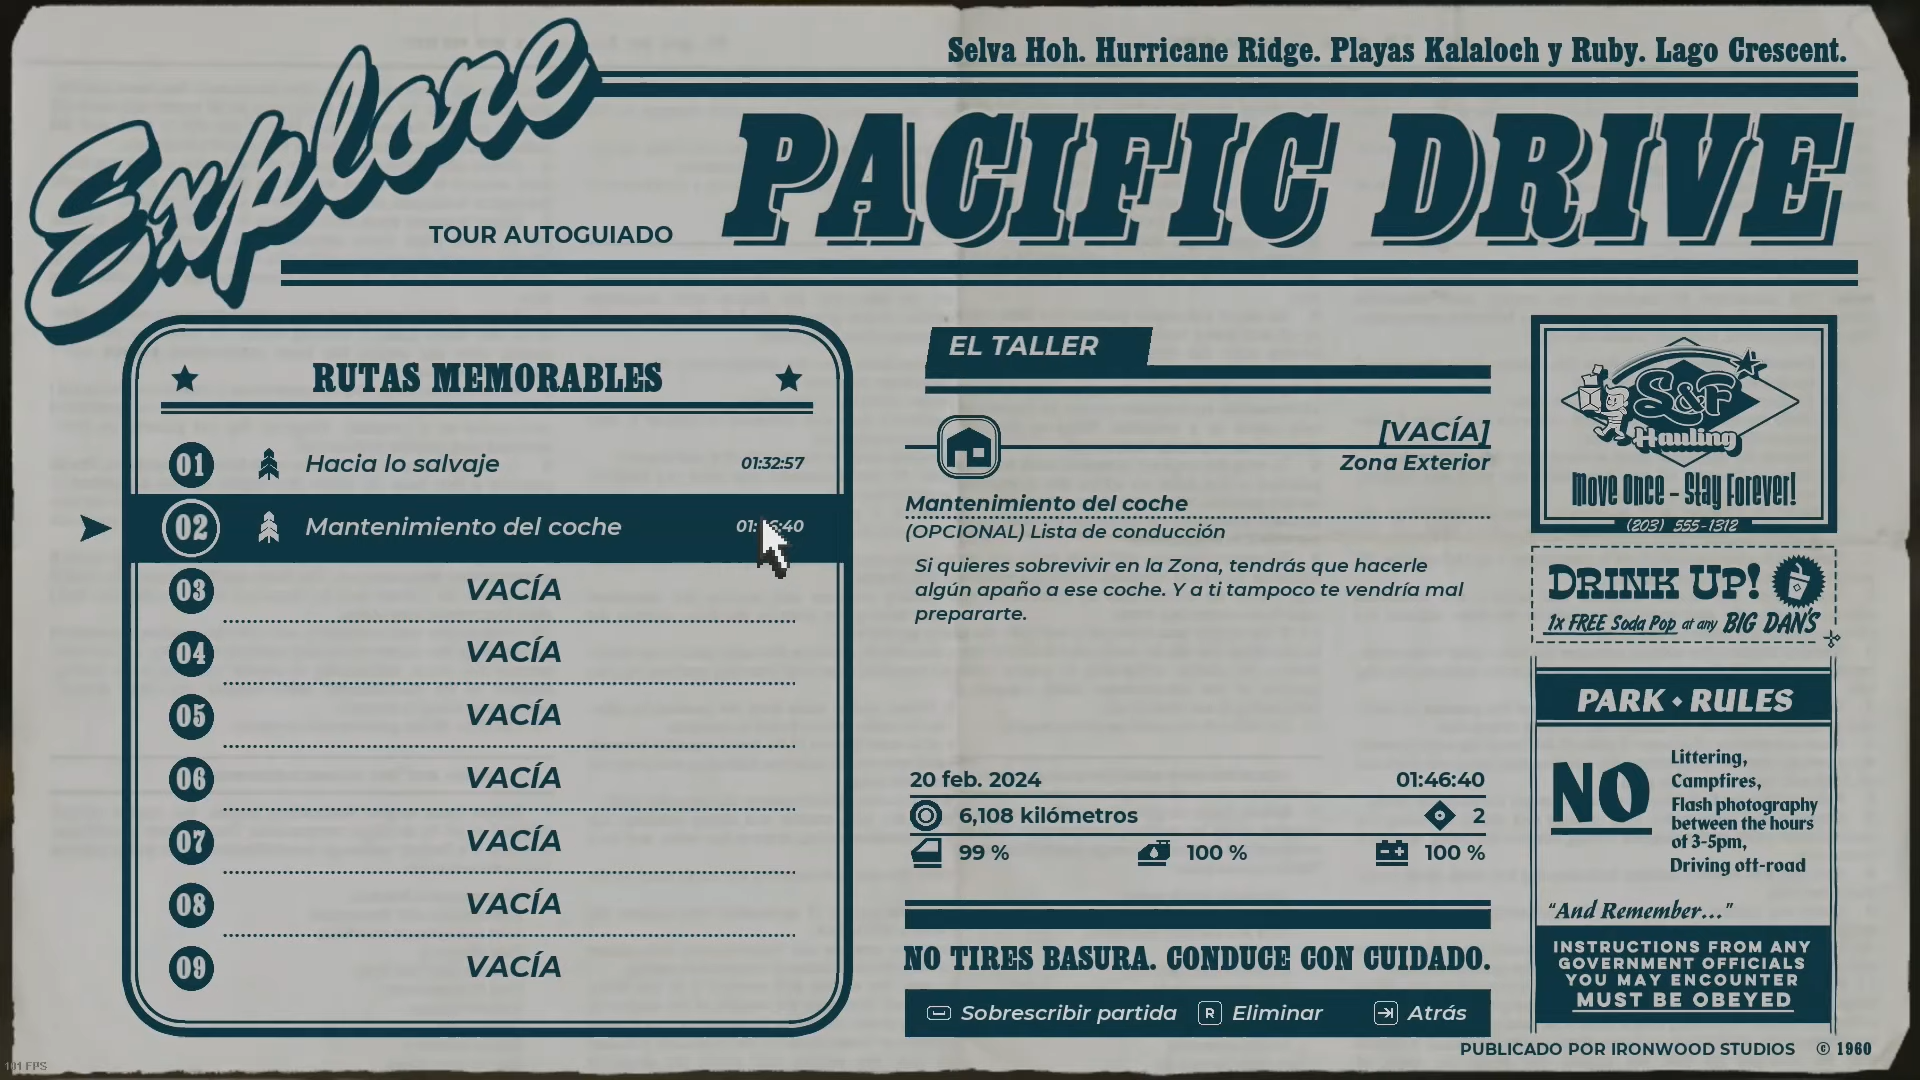 Explore
Selva Hoh. Hurricane Ridge. Playas Kalaloch y Ruby. Lago Crescent.
PACIFIC DRIVE
TOUR AUTOGUIADO
RUTAS MEMORABLES
01 Hacia lo salvaje 01:32:57
02 Mantenimiento del coche
03 VACÍA
04 VACÍA
05 VACÍA
06 VACÍA
07 VACÍA
08 VACÍA
09 VACÍA
EL TALLER
[VACÍA]
Zona Exterior
Mantenimiento del coche
(OPCIONAL) Lista de conducción
Si quieres sobrevivir en la Zona, tendrás que hacerle
algún apaño a ese coche. Y a ti tampoco te vendría mal
prepararte.
20 feb. 2024 01:46:40
6,108 kilómetros 2
99 % 100 % 100 %
NO TIRES BASURA. CONDUCE CON CUIDADO.
Sobrescribir partida R Eliminar Atrás
S&F
Hauling
Move Once - Stay Forever!
(203) 555-1312
DRINK UP!
1x FREE Soda Pop at any BIG DAN'S
PARK • RULES
NO
Littering,
Campfires,
Flash photography
between the hours
of 3-5pm,
Driving off-road
"And Remember..."
INSTRUCTIONS FROM ANY
GOVERNMENT OFFICIALS
YOU MAY ENCOUNTER
MUST BE OBEYED
PUBLICADO POR IRONWOOD STUDIOS © 1960
101 FPS